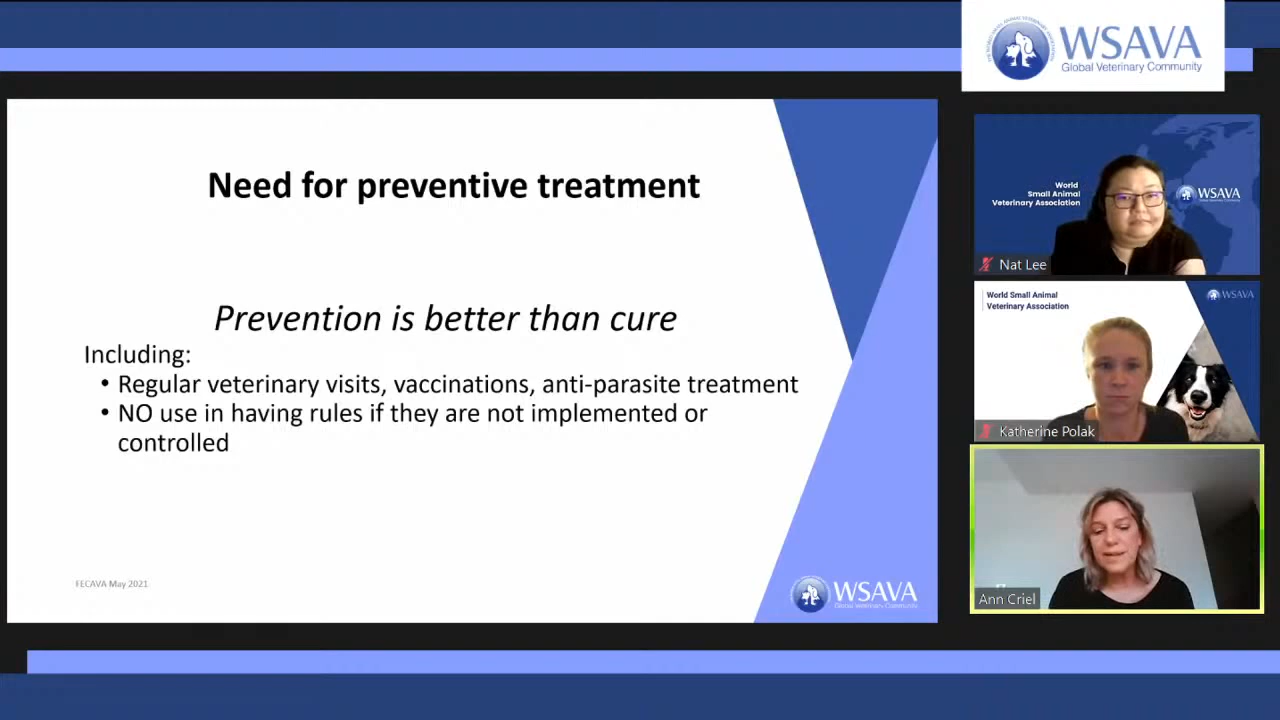 WSAVA
Global Veterinary Community
Need for preventive treatment
Prevention is better than cure
Including:
• Regular veterinary visits, vaccinations, anti-parasite treatment
• NO use in having rules if they are not implemented or
controlled
FECAVA May 2021
WSAVA
Global Veterinary Community
World
Small Animal
Veterinary Association
WSAVA
Nat Lee
World Small Animal
Veterinary Association
WSAVA
Katherine Polak
Ann Criel